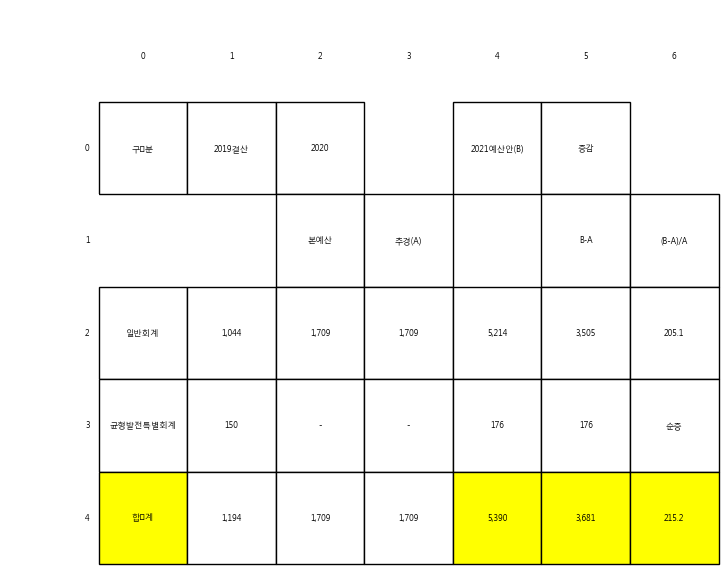 0 1 2 3 4 5 6
0 구분 2019결산 2020 2021예산안(B) 증감
1 본예산 추경(A) B-A (B-A)/A
2 일반회계 1,044 1,709 1,709 5,214 3,505 205.1
3 균형발전특별회계 150 - - 176 176 순증
4 합계 1,194 1,709 1,709 5,390 3,681 215.2